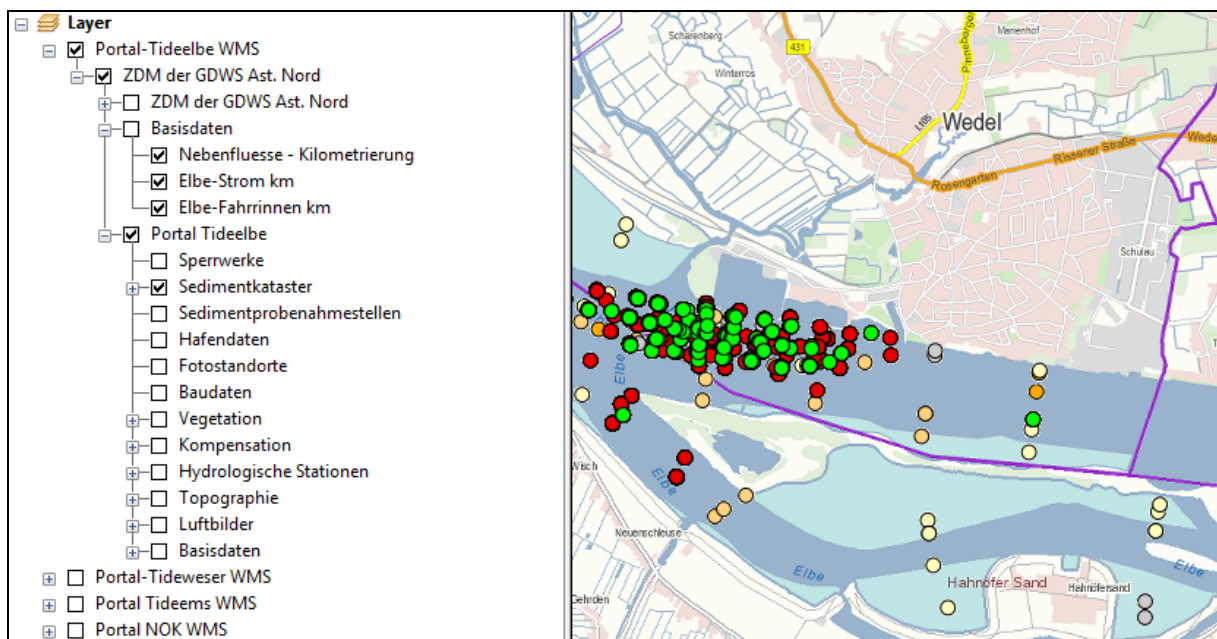 Layer
Portal-Tideelbe WMS
ZDM der GDWS Ast. Nord
ZDM der GDWS Ast. Nord
Basisdaten
Nebenfluesse - Kilometrierung
Elbe-Strom km
Elbe-Fahrrinnen km
Portal Tideelbe
Sperrwerke
Sedimentkataster
Sedimentprobenahmestellen
Hafendaten
Fotostandorte
Baudaten
Vegetation
Kompensation
Hydrologische Stationen
Topographie
Luftbilder
Basisdaten
Portal-Tideweser WMS
Portal Tideems WMS
Portal NOK WMS
Scharenberg
Marienhof
431
Winterros
L105
Wedel
Rissener Straße
Wede
Rosengarten
Schulau
Elbe
Wisch
Elbe
Neuenschleuse
Elbe
Elbe
Hahnöfer Sand
Hahnöfersand
Gehrden